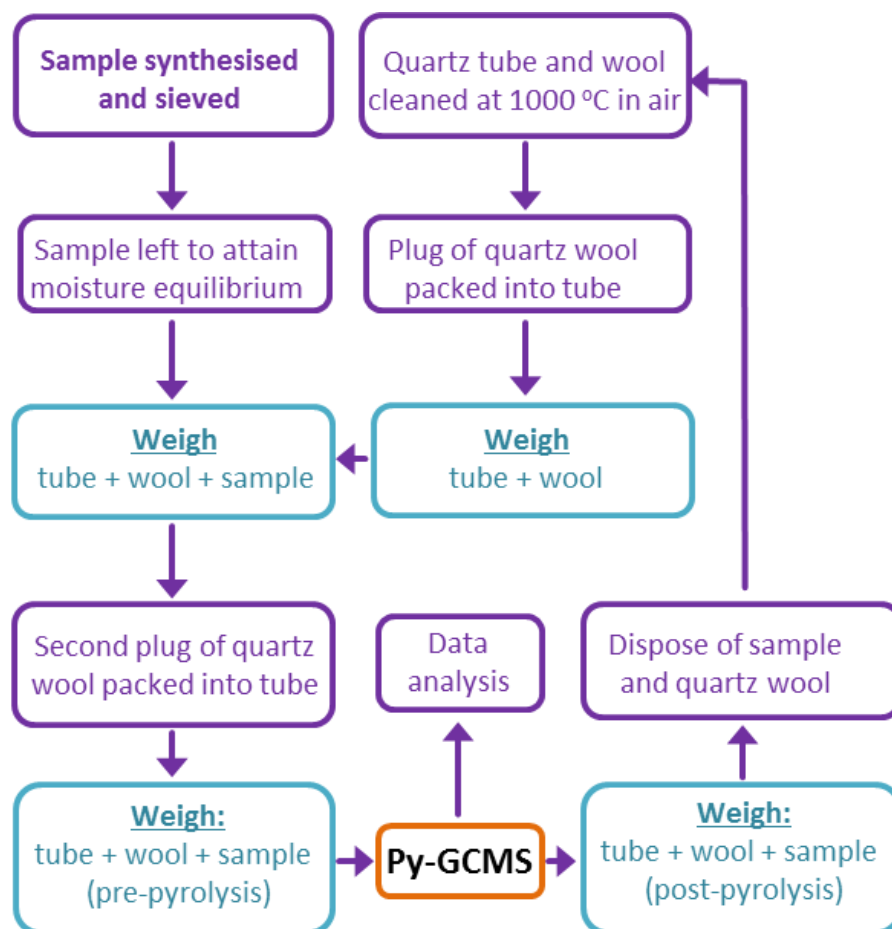 Sample synthesised
and sieved
Quartz tube and wool
cleaned at 1000 ºC in air
Sample left to attain
moisture equilibrium
Plug of quartz wool
packed into tube
Weigh
tube + wool + sample
Weigh
tube + wool
Second plug of quartz
wool packed into tube
Data
analysis
Dispose of sample
and quartz wool
Weigh:
tube + wool + sample
(pre-pyrolysis)
Py-GCMS
Weigh:
tube + wool + sample
(post-pyrolysis)